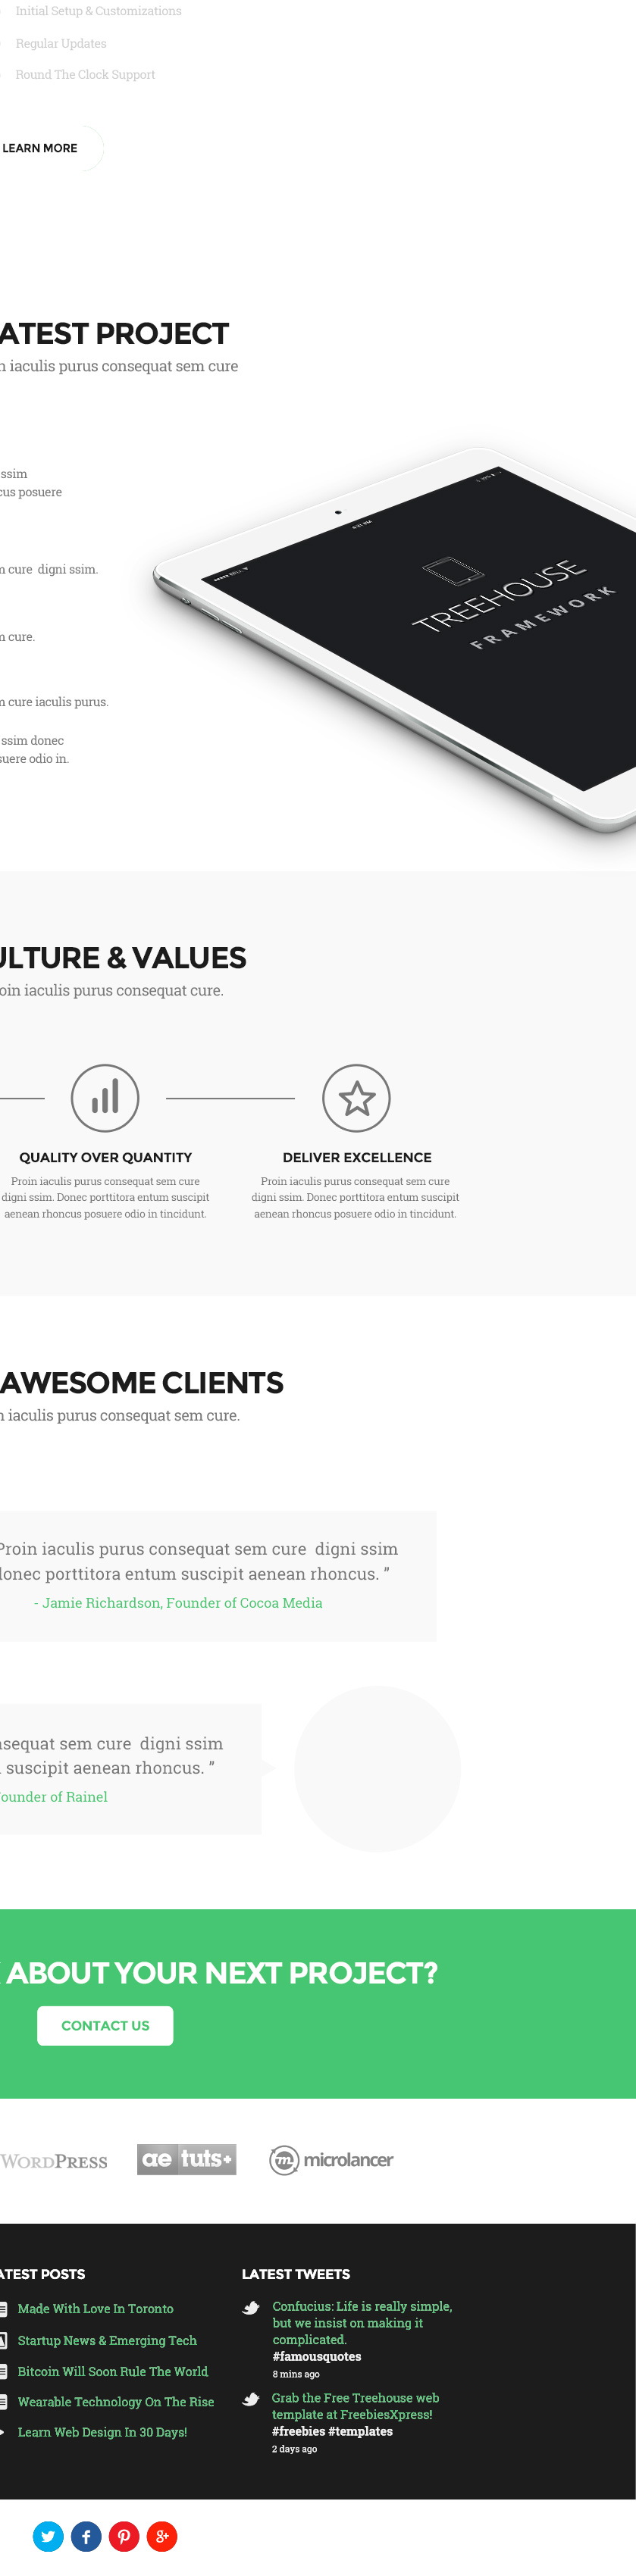 Initial Setup & Customizations
Regular Updates
Round The Clock Support
LEARN MORE
ATEST PROJECT
n iaculis purus consequat sem cure
ssim
cus posuere
m cure digni ssim.
m cure.
m cure iaculis purus.
ssim donec
suere odio in.
TREEHOUSE
FRAMEWORK
ULTURE & VALUES
oin iaculis purus consequat cure.
QUALITY OVER QUANTITY
Proin iaculis purus consequat sem cure
digni ssim. Donec porttitora entum suscipit
aenean rhoncus posuere odio in tincidunt.
DELIVER EXCELLENCE
Proin iaculis purus consequat sem cure
digni ssim. Donec porttitora entum suscipit
aenean rhoncus posuere odio in tincidunt.
AWESOME CLIENTS
n iaculis purus consequat sem cure.
Proin iaculis purus consequat sem cure digni ssim
donec porttitora entum suscipit aenean rhoncus. ”
- Jamie Richardson, Founder of Cocoa Media
nsequat sem cure digni ssim
suscipit aenean rhoncus. ”
ounder of Rainel
ABOUT YOUR NEXT PROJECT?
CONTACT US
WORDPRESS
ae tuts+
m microlancer
ATEST POSTS
Made With Love In Toronto
Startup News & Emerging Tech
Bitcoin Will Soon Rule The World
Wearable Technology On The Rise
Learn Web Design In 30 Days!
LATEST TWEETS
Confucius: Life is really simple,
but we insist on making it
complicated.
#famousquotes
8 mins ago
Grab the Free Treehouse web
template at FreebiesXpress!
#freebies #templates
2 days ago